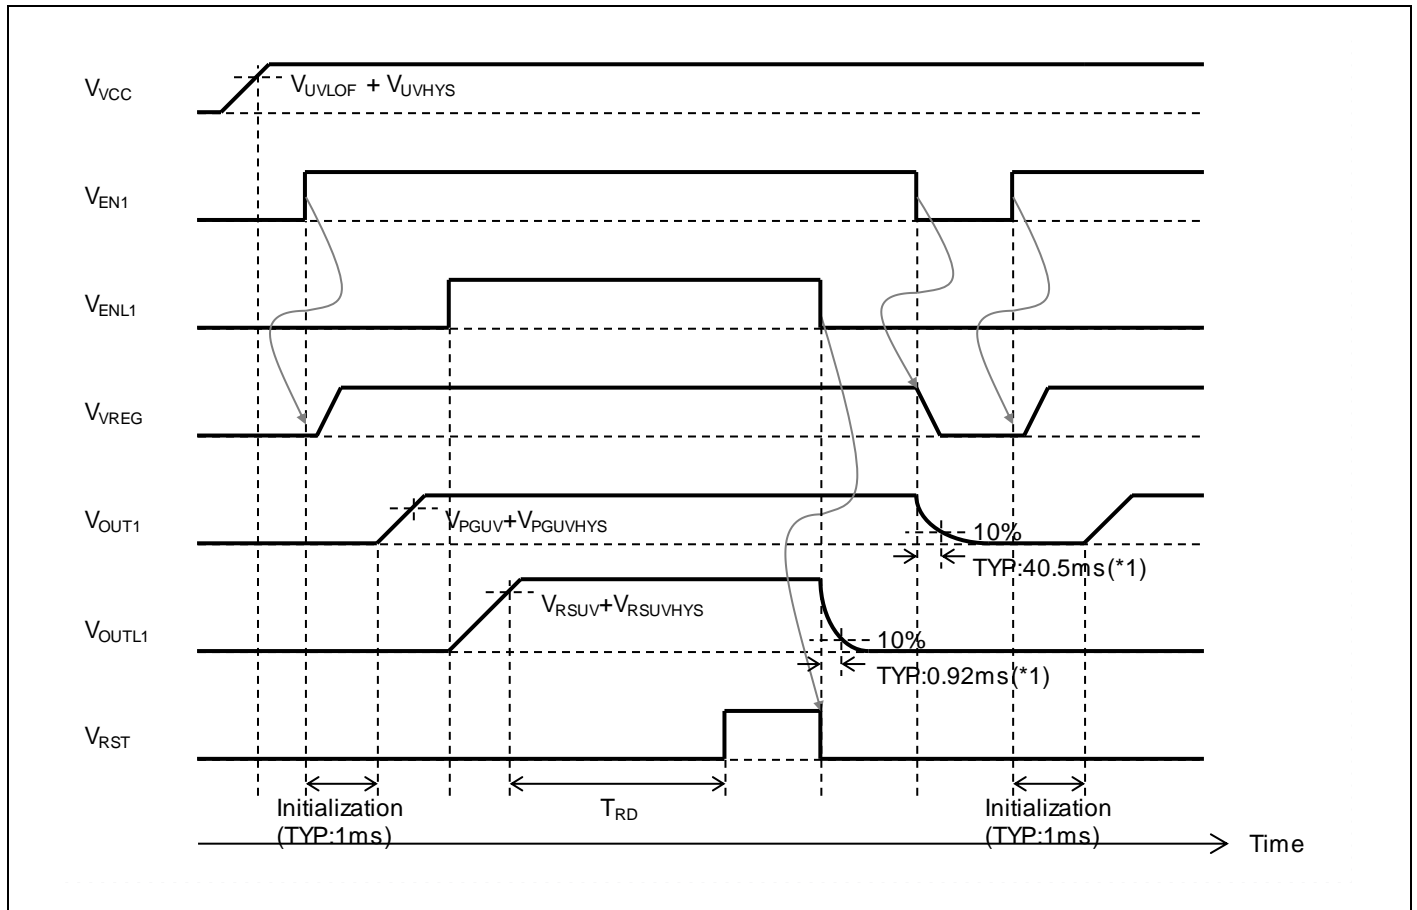 VVCC
VUVLOF + VUVHYS
VEN1
VENL1
VVREG
VOUT1
VPGUV+VPGUVHYS
10%
TYP:40.5ms(*1)
VOUTL1
VRSUV+VRSUVHYS
10%
TYP:0.92ms(*1)
VRST
Initialization
(TYP:1ms)
TRD
Initialization
(TYP:1ms)
Time